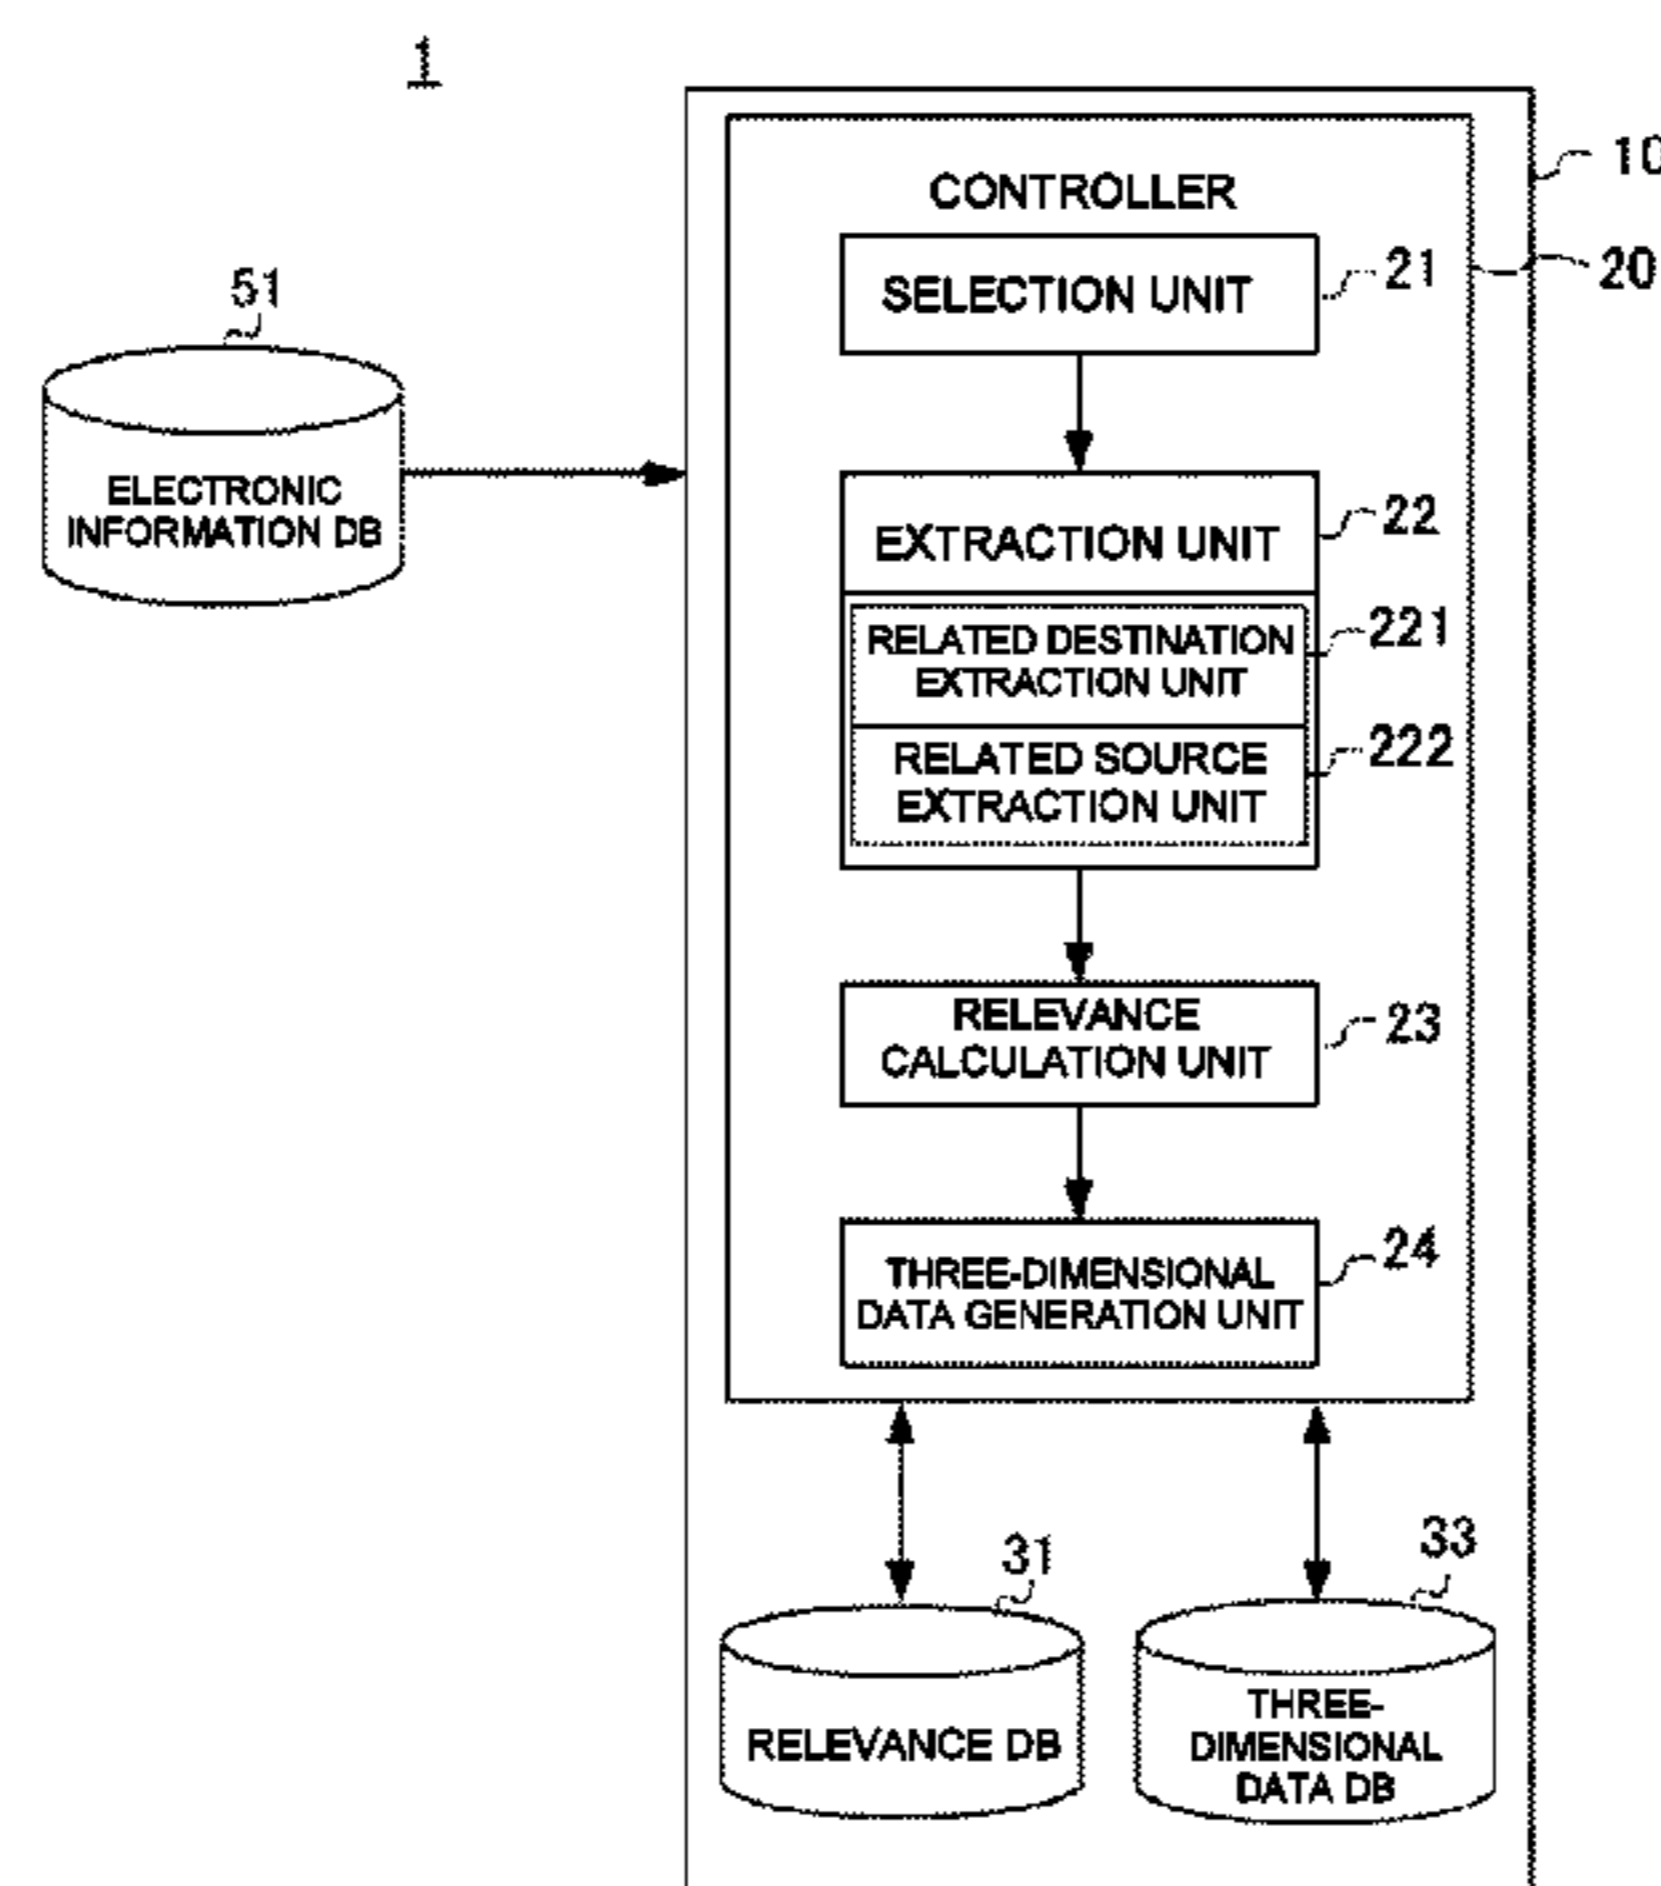 1
10
CONTROLLER
20
SELECTION UNIT
21
51
ELECTRONIC
INFORMATION DB
EXTRACTION UNIT
22
RELATED DESTINATION
EXTRACTION UNIT
221
RELATED SOURCE
EXTRACTION UNIT
222
RELEVANCE
CALCULATION UNIT
23
THREE-DIMENSIONAL
DATA GENERATION UNIT
24
31
RELEVANCE DB
33
THREE-
DIMENSIONAL
DATA DB